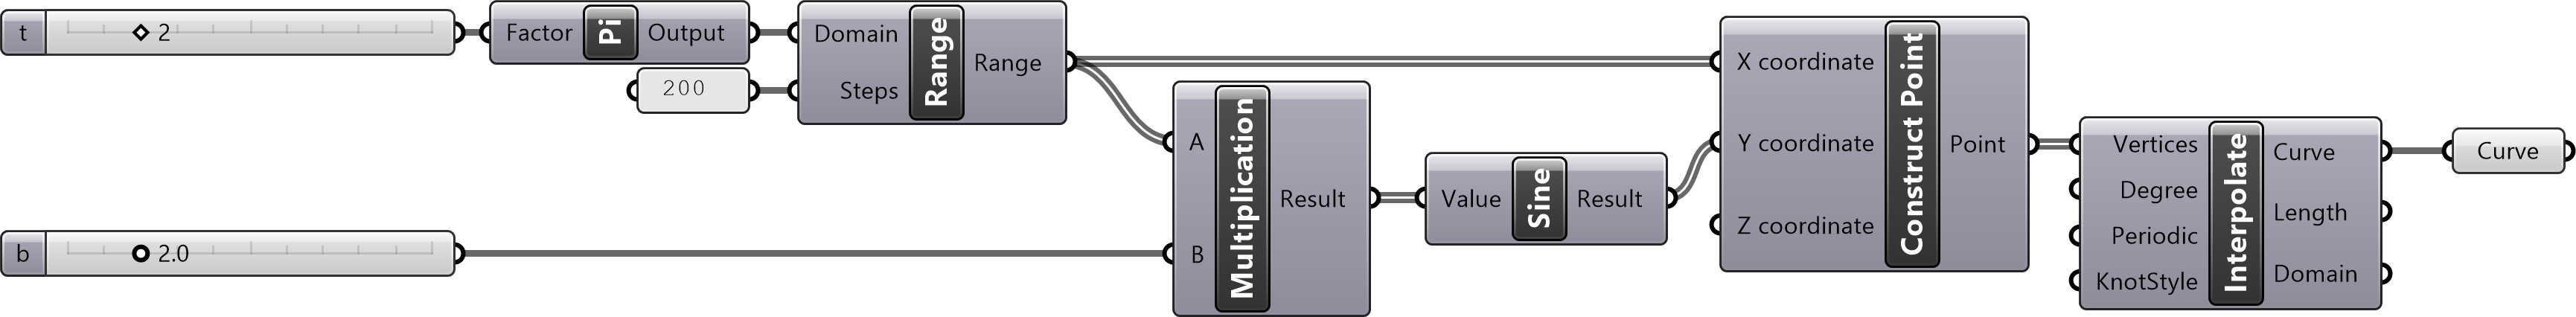 t
2
Factor
Pi
Output
200
Domain
Steps
Range
Range
b
2.0
A
B
Multiplication
Result
Value
Sine
Result
X coordinate
Y coordinate
Z coordinate
Construct Point
Point
Vertices
Degree
Periodic
KnotStyle
Interpolate
Curve
Length
Domain
Curve